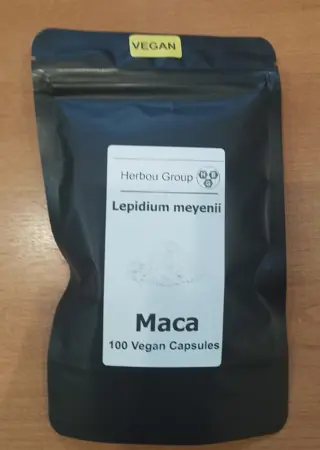 VEGAN
Herbou Group H B G
Lepidium meyenii
Maca
100 Vegan Capsules